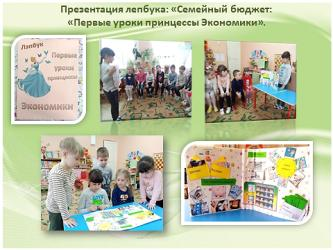 Презентация лепбука: «Семейный бюджет:
«Первые уроки принцессы Экономики».
Лэпбук
Первые
уроки
принцессы
Экономики